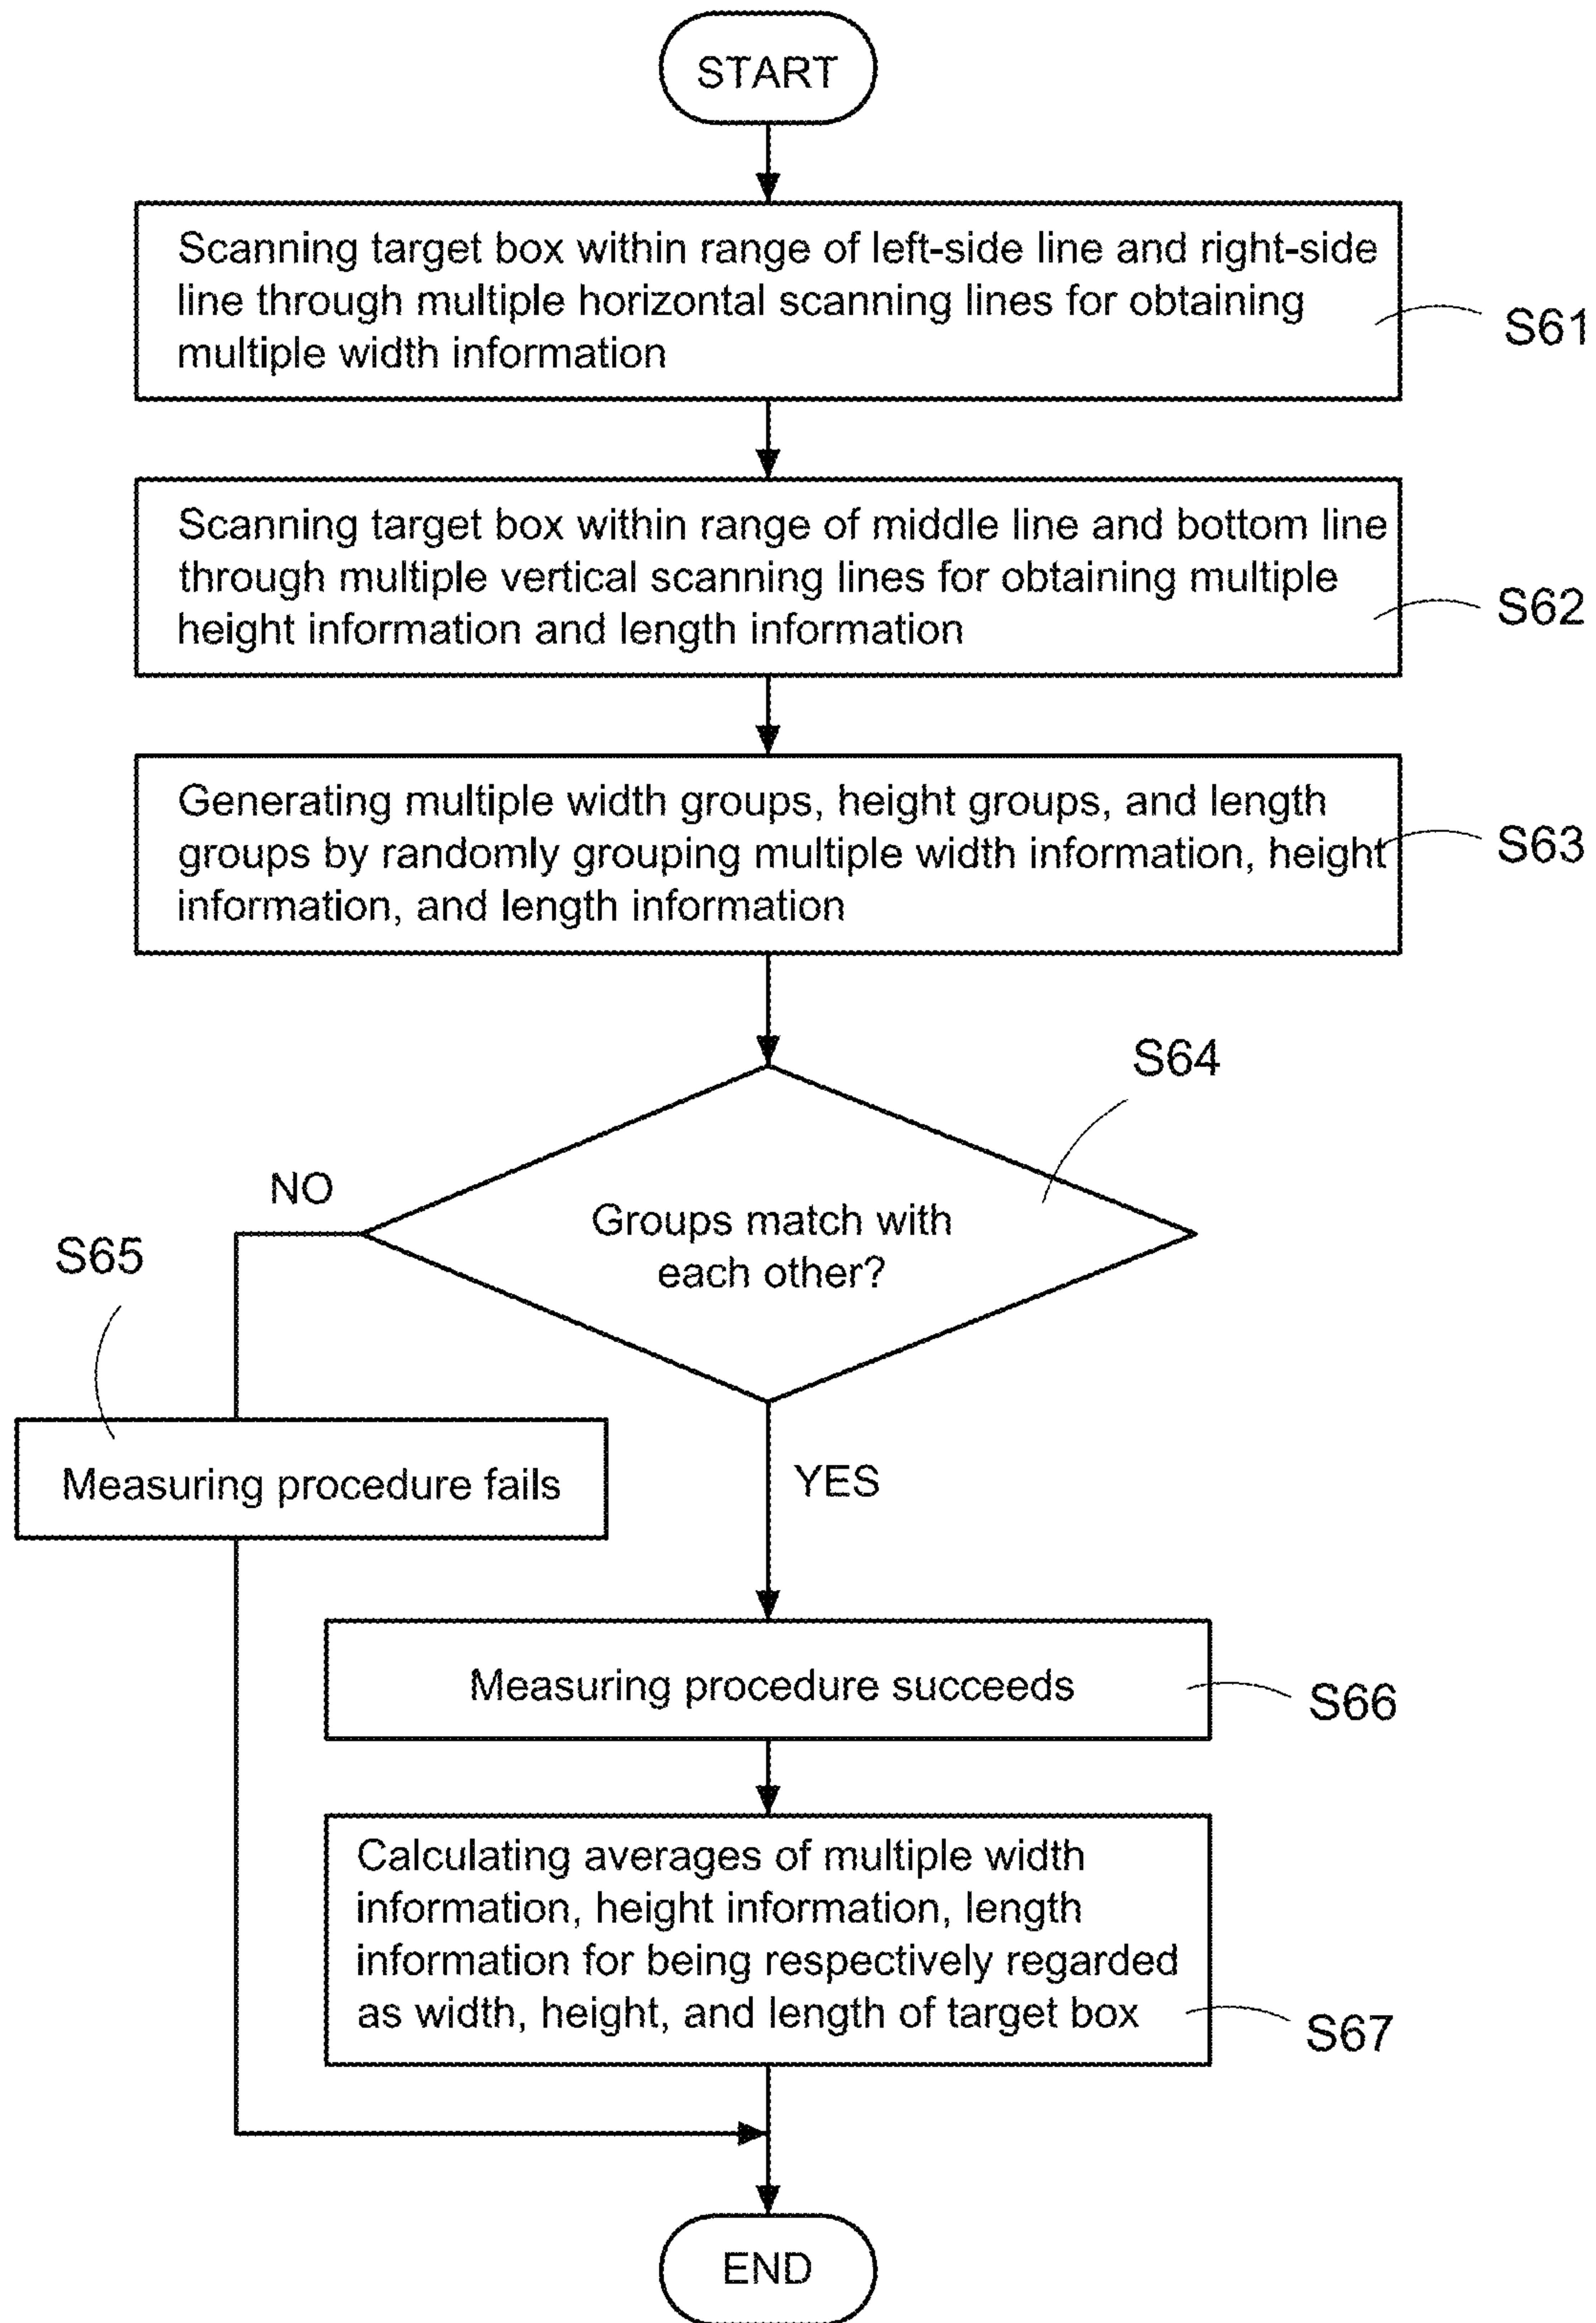 START
Scanning target box within range of left-side line and right-side
line through multiple horizontal scanning lines for obtaining
multiple width information
S61
Scanning target box within range of middle line and bottom line
through multiple vertical scanning lines for obtaining multiple
height information and length information
S62
Generating multiple width groups, height groups, and length
groups by randomly grouping multiple width information, height
information, and length information
S63
S64
Groups match with
each other?
NO
S65
Measuring procedure fails
YES
Measuring procedure succeeds
S66
Calculating averages of multiple width
information, height information, length
information for being respectively regarded
as width, height, and length of target box
S67
END